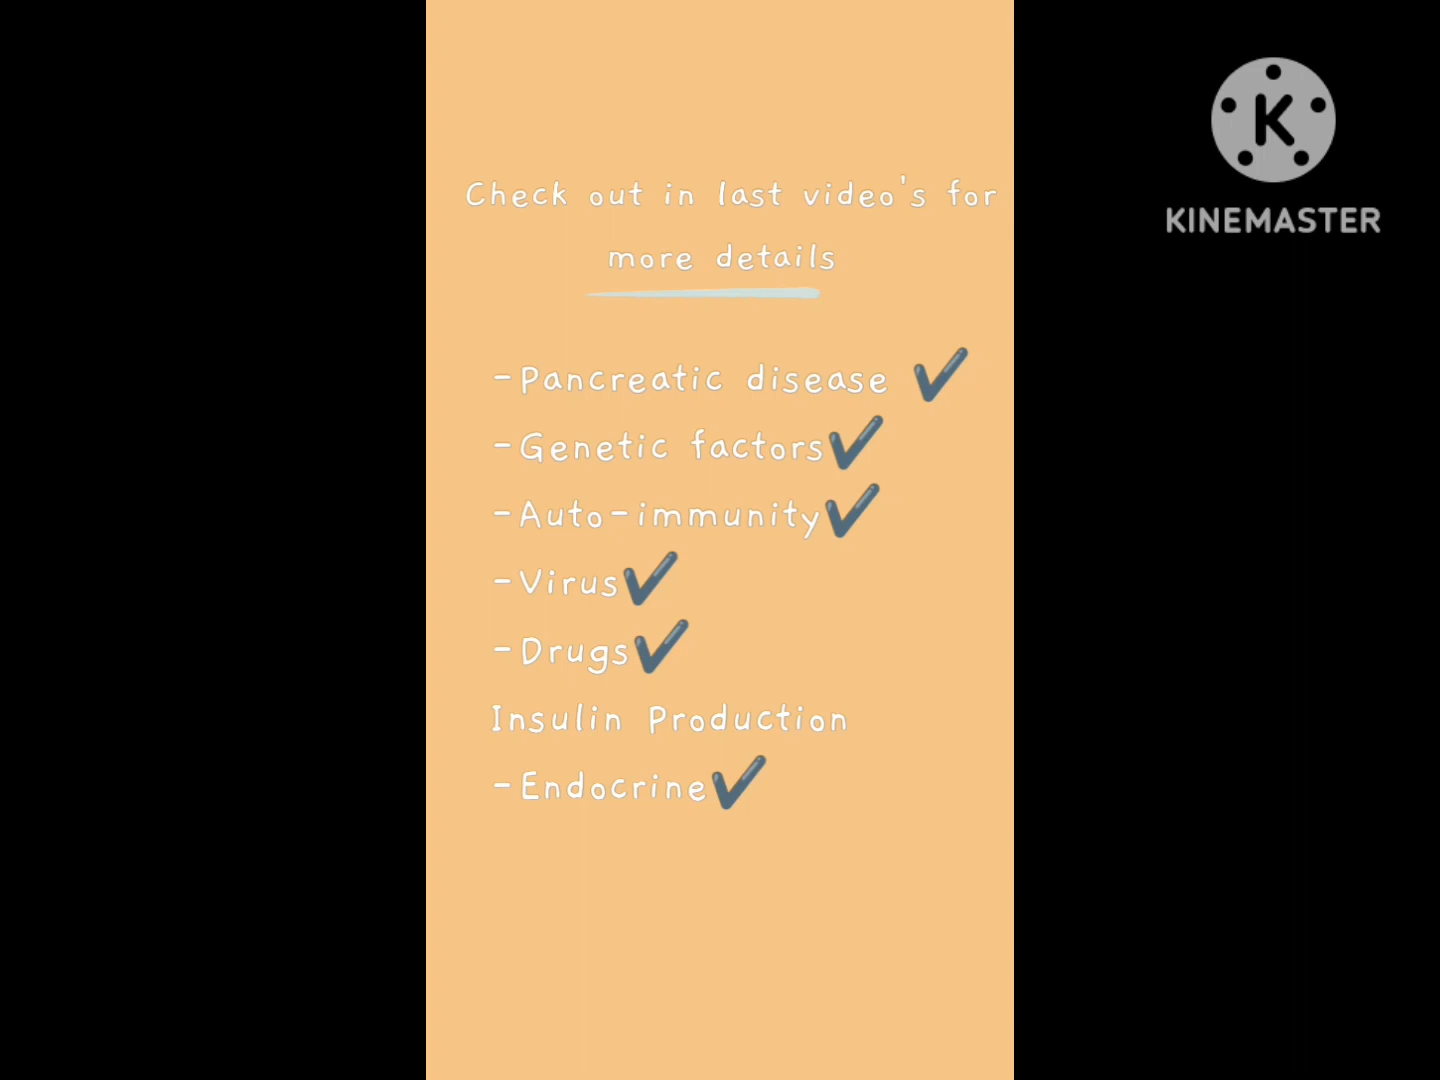 Check out in last video's for
more details
-Pancreatic disease ✔
-Genetic factors✔
-Auto-immunity✔
-Virus✔
-Drugs✔
Insulin Production
-Endocrine✔
K
KINEMASTER